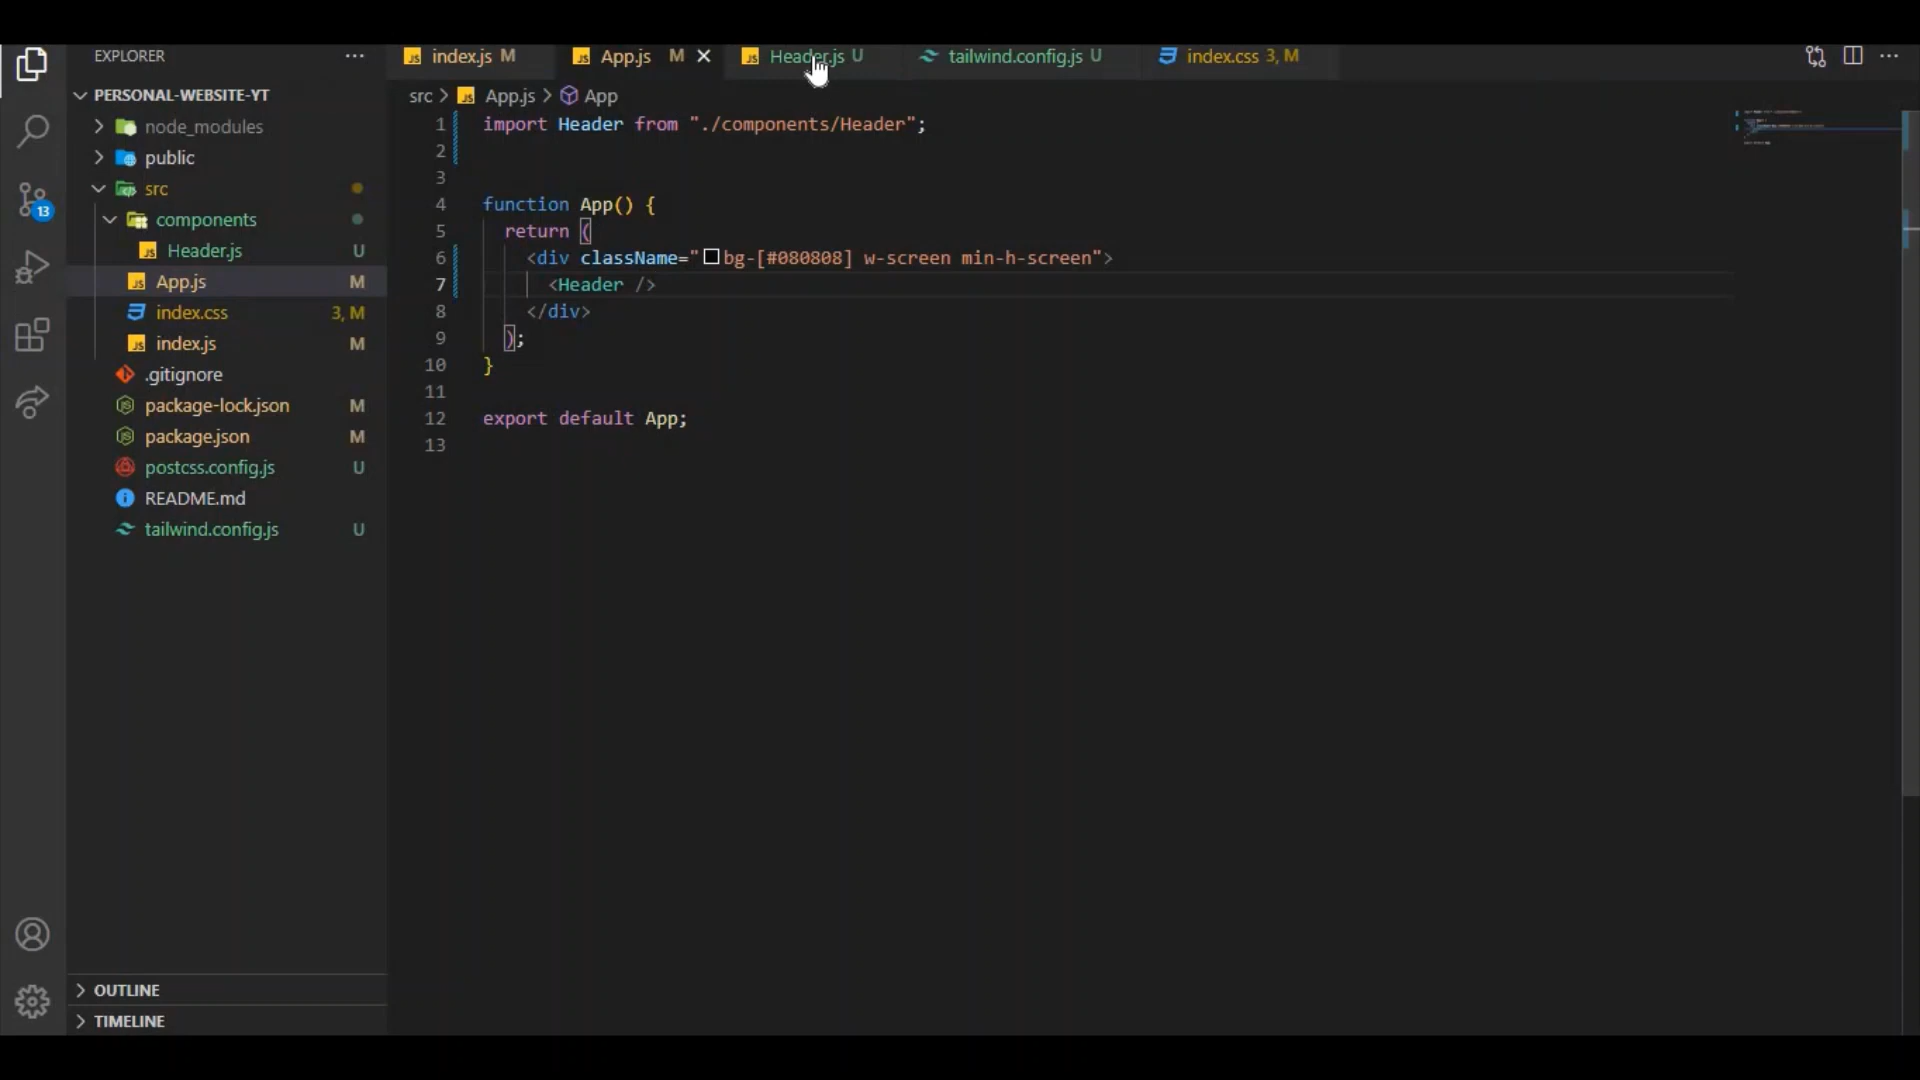 EXPLORER
PERSONAL-WEBSITE-YT
node_modules
public
src
components
Header.js U
App.js M
index.css 3, M
index.js M
.gitignore
package-lock.json M
package.json M
postcss.config.js U
README.md
tailwind.config.js U
OUTLINE
TIMELINE
13
index.js M
App.js M
Header.js U
tailwind.config.js U
index.css 3, M
src > App.js > App
1 import Header from "./components/Header";
2
3
4 function App() {
5 return (
6 <div className="bg-[#080808] w-screen min-h-screen">
7 <Header />
8 </div>
9 );
10 }
11
12 export default App;
13